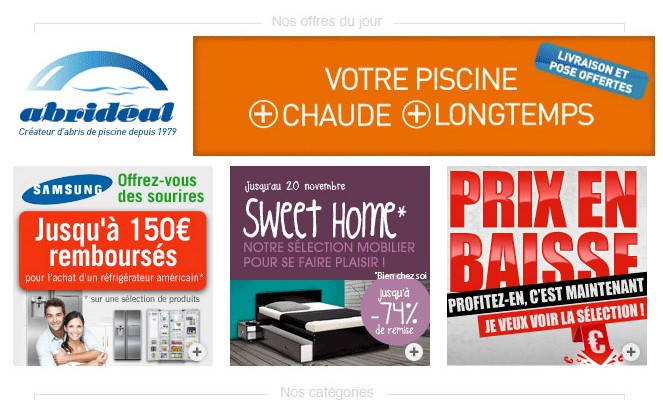 Nos offres du jour
abridéal
Créateur d'abris de piscine depuis 1979
VOTRE PISCINE
+ CHAUDE + LONGTEMPS
LIVRAISON ET
POSE OFFERTES
SAMSUNG
Offrez-vous
des sourires
Jusqu'à 150€
remboursés
pour l'achat d'un réfrigérateur américain*
* sur une sélection de produits
+
Jusqu'au 20 novembre
SWEET HOME*
NOTRE SÉLECTION MOBILIER
POUR SE FAIRE PLAISIR !
*Bien chez soi
jusqu'à
-74%
de remise
+
PRIX EN
BAISSE
PROFITEZ-EN, C'EST MAINTENANT
JE VEUX VOIR LA SÉLECTION !
€
+
Nos catégories